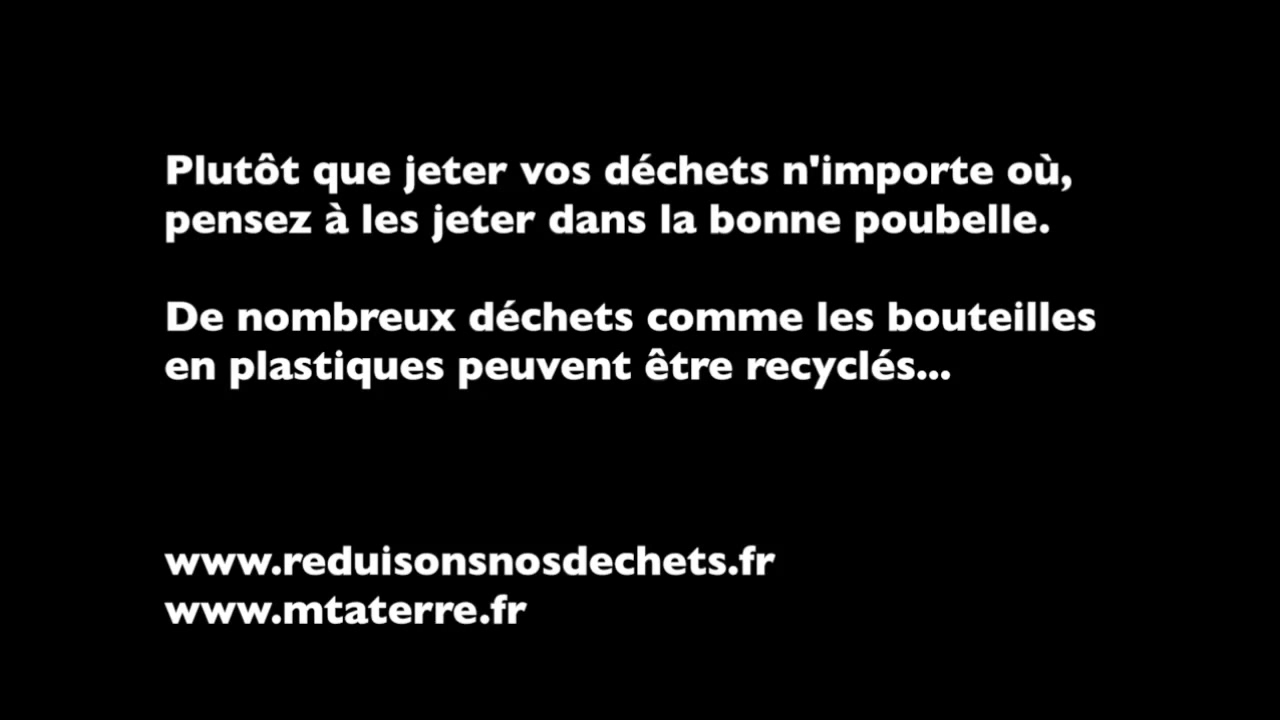 Plutôt que jeter vos déchets n'importe où,
pensez à les jeter dans la bonne poubelle.
De nombreux déchets comme les bouteilles
en plastiques peuvent être recyclés...
www.reduisonsnosdechets.fr
www.mtaterre.fr